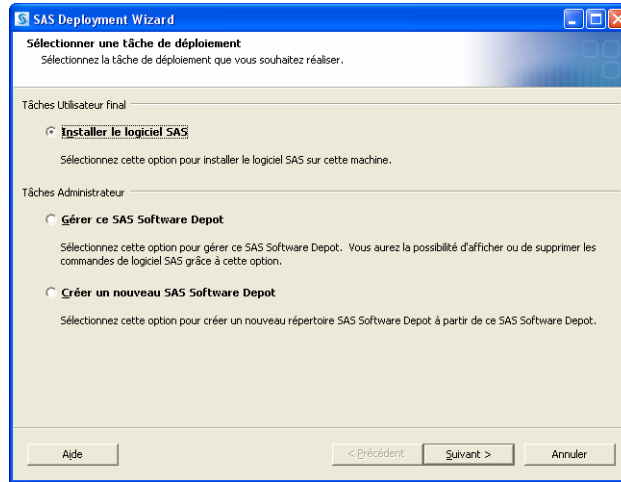 SAS Deployment Wizard
Sélectionner une tâche de déploiement
Sélectionnez la tâche de déploiement que vous souhaitez réaliser.
Tâches Utilisateur final
Installer le logiciel SAS
Sélectionnez cette option pour installer le logiciel SAS sur cette machine.
Tâches Administrateur
Gérer ce SAS Software Depot
Sélectionnez cette option pour gérer ce SAS Software Depot. Vous aurez la possibilité d'afficher ou de supprimer les
commandes de logiciel SAS grâce à cette option.
Créer un nouveau SAS Software Depot
Sélectionnez cette option pour créer un nouveau répertoire SAS Software Depot à partir de ce SAS Software Depot.
Aide
< Précédent
Suivant >
Annuler